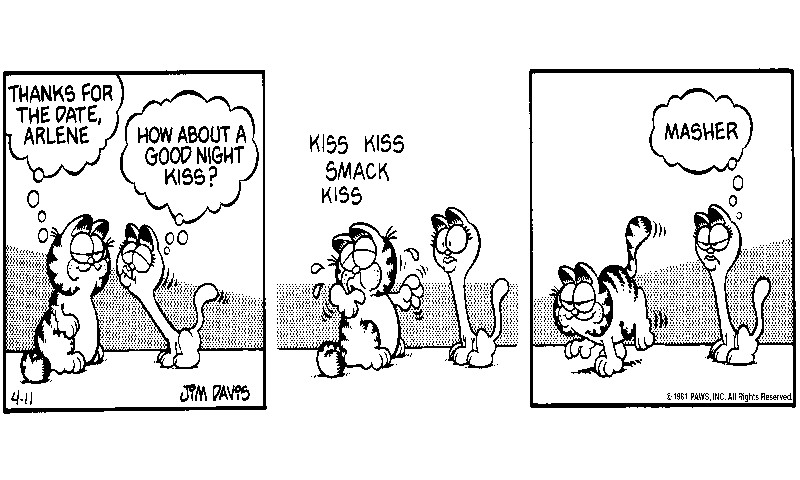 THANKS FOR
THE DATE,
ARLENE
HOW ABOUT A
GOOD NIGHT
KISS?
4-11
JIM DAVIS
KISS KISS
SMACK
KISS
MASHER
© 1981 PAWS, INC. All Rights Reserved.